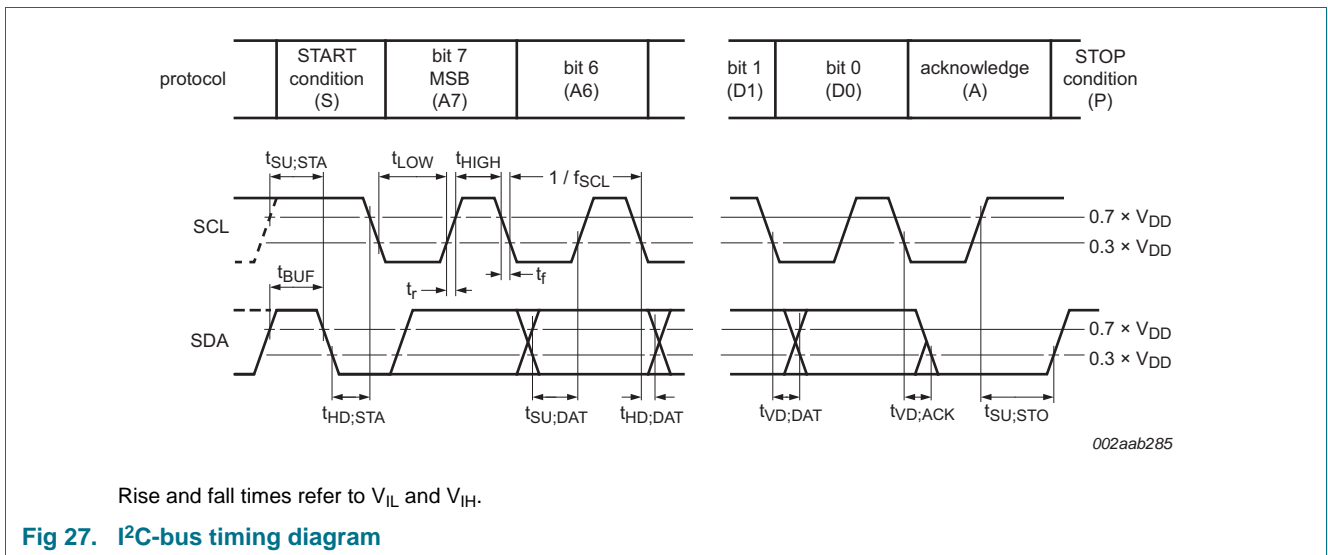 protocol
START condition (S)
bit 7 MSB (A7)
bit 6 (A6)
bit 1 (D1)
bit 0 (D0)
acknowledge (A)
STOP condition (P)
tSU;STA
tLOW
tHIGH
1 / fSCL
SCL
0.7 × VDD
0.3 × VDD
tBUF
tr
tf
SDA
0.7 × VDD
0.3 × VDD
tHD;STA
tSU;DAT
tHD;DAT
tVD;DAT
tVD;ACK
tSU;STO
002aab285
Rise and fall times refer to VIL and VIH.
Fig 27. I²C-bus timing diagram